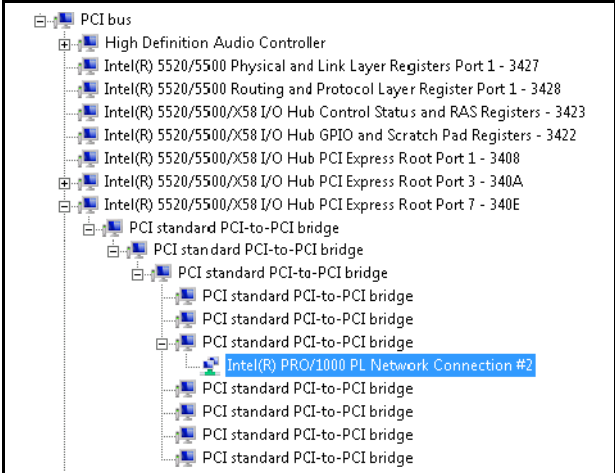 PCI bus
High Definition Audio Controller
Intel(R) 5520/5500 Physical and Link Layer Registers Port 1 - 3427
Intel(R) 5520/5500 Routing and Protocol Layer Register Port 1 - 3428
Intel(R) 5520/5500/X58 I/O Hub Control Status and RAS Registers - 3423
Intel(R) 5520/5500/X58 I/O Hub GPIO and Scratch Pad Registers - 3422
Intel(R) 5520/5500/X58 I/O Hub PCI Express Root Port 1 - 3408
Intel(R) 5520/5500/X58 I/O Hub PCI Express Root Port 3 - 340A
Intel(R) 5520/5500/X58 I/O Hub PCI Express Root Port 7 - 340E
PCI standard PCI-to-PCI bridge
PCI standard PCI-to-PCI bridge
PCI standard PCI-to-PCI bridge
PCI standard PCI-to-PCI bridge
PCI standard PCI-to-PCI bridge
PCI standard PCI-to-PCI bridge
Intel(R) PRO/1000 PL Network Connection #2
PCI standard PCI-to-PCI bridge
PCI standard PCI-to-PCI bridge
PCI standard PCI-to-PCI bridge
PCI standard PCI-to-PCI bridge